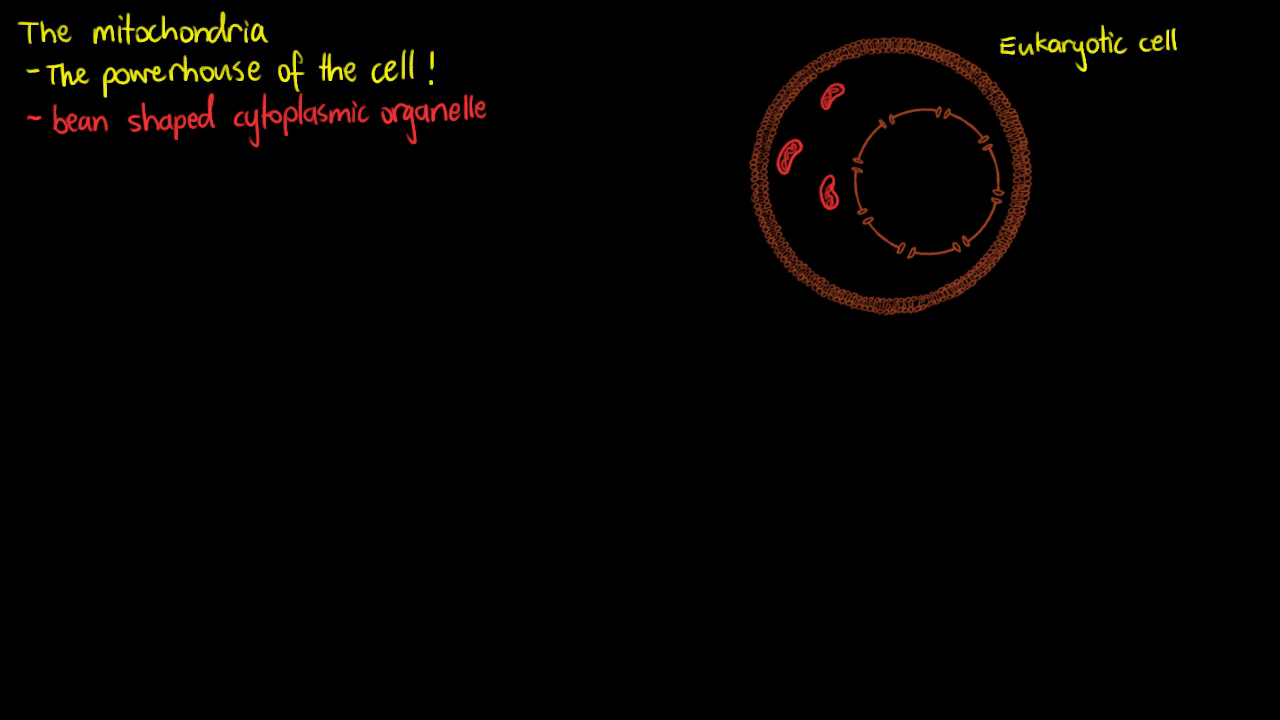 The mitochondria
- The powerhouse of the cell!
- bean shaped cytoplasmic organelle
Eukaryotic cell